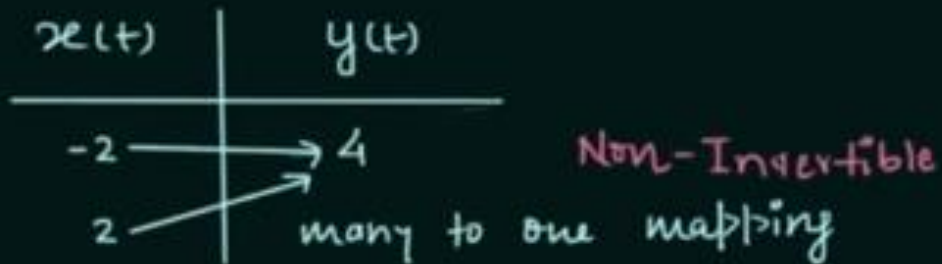 x(t) y(t)
-2 → 4 Non-Invertible
2 many to one mapping